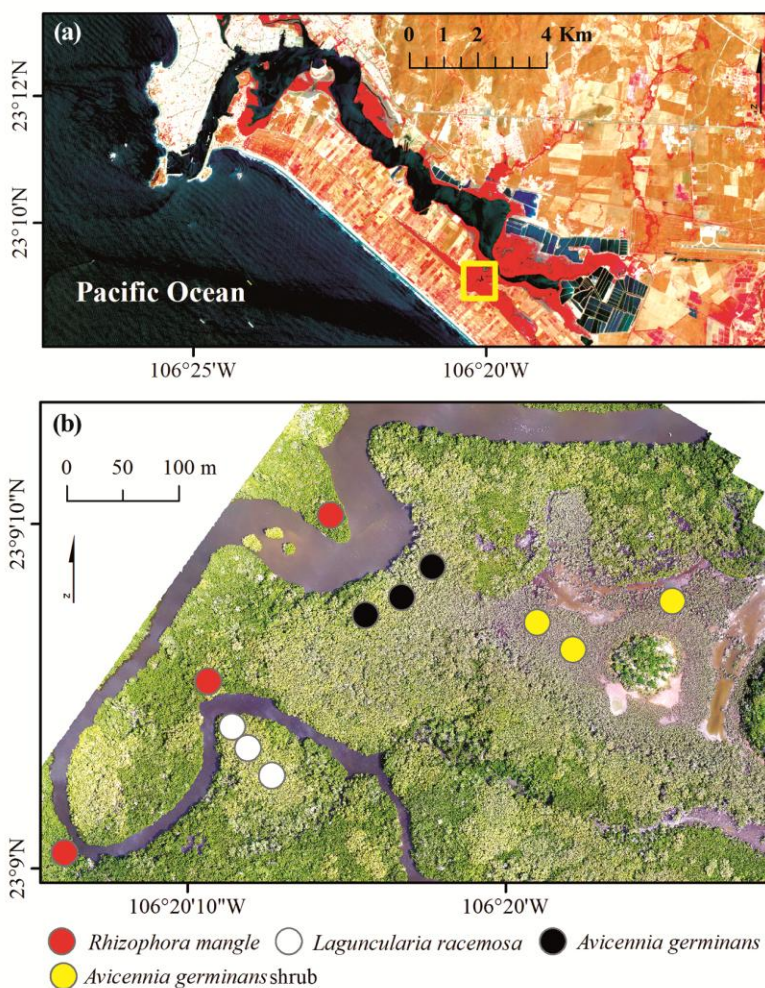 (a)
0 2 4 Km
23°12'N
23°10'N
Pacific Ocean
z
106°25'W
106°20'W
(b)
0 50 100 m
23°9'10"N
z
23°9'N
106°20'10"W
106°20'W
Rhizophora mangle
Laguncularia racemosa
Avicennia germinans
Avicennia germinans shrub